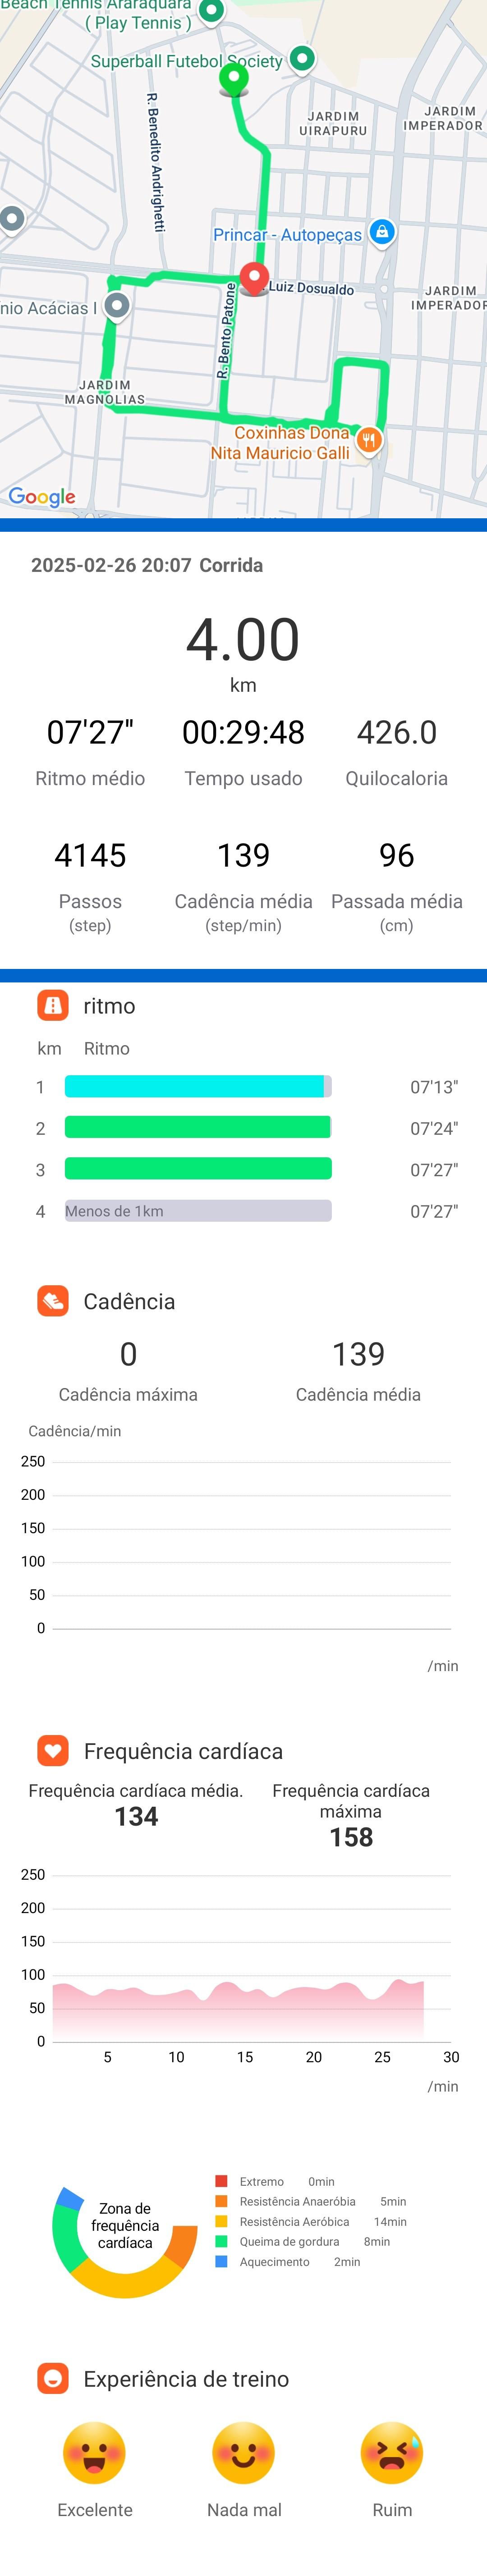 Beach Tennis Araraquara
( Play Tennis )
Superball Futebol Society
JARDIM
UIRAPURU
JARDIM
IMPERADOR
R. Benedito Andrighetti
Princar - Autopeças
Luiz Dosualdo
nio Acácias I
R. Bento Patone
JARDIM
IMPERADOR
JARDIM
MAGNOLIAS
Coxinhas Dona
Nita Mauricio Galli
Google
2025-02-26 20:07 Corrida
4.00
km
07'27" 00:29:48 426.0
Ritmo médio Tempo usado Quilocaloria
4145 139 96
Passos Cadência média Passada média
(step) (step/min) (cm)
ritmo
km Ritmo
1 07'13"
2 07'24"
3 07'27"
4 Menos de 1km 07'27"
Cadência
0 139
Cadência máxima Cadência média
Cadência/min
250
200
150
100
50
0
/min
Frequência cardíaca
Frequência cardíaca média.
134
Frequência cardíaca
máxima
158
250
200
150
100
50
0
5 10 15 20 25 30
/min
Zona de
frequência
cardíaca
Extremo 0min
Resistência Anaeróbia 5min
Resistência Aeróbica 14min
Queima de gordura 8min
Aquecimento 2min
Experiência de treino
Excelente Nada mal Ruim